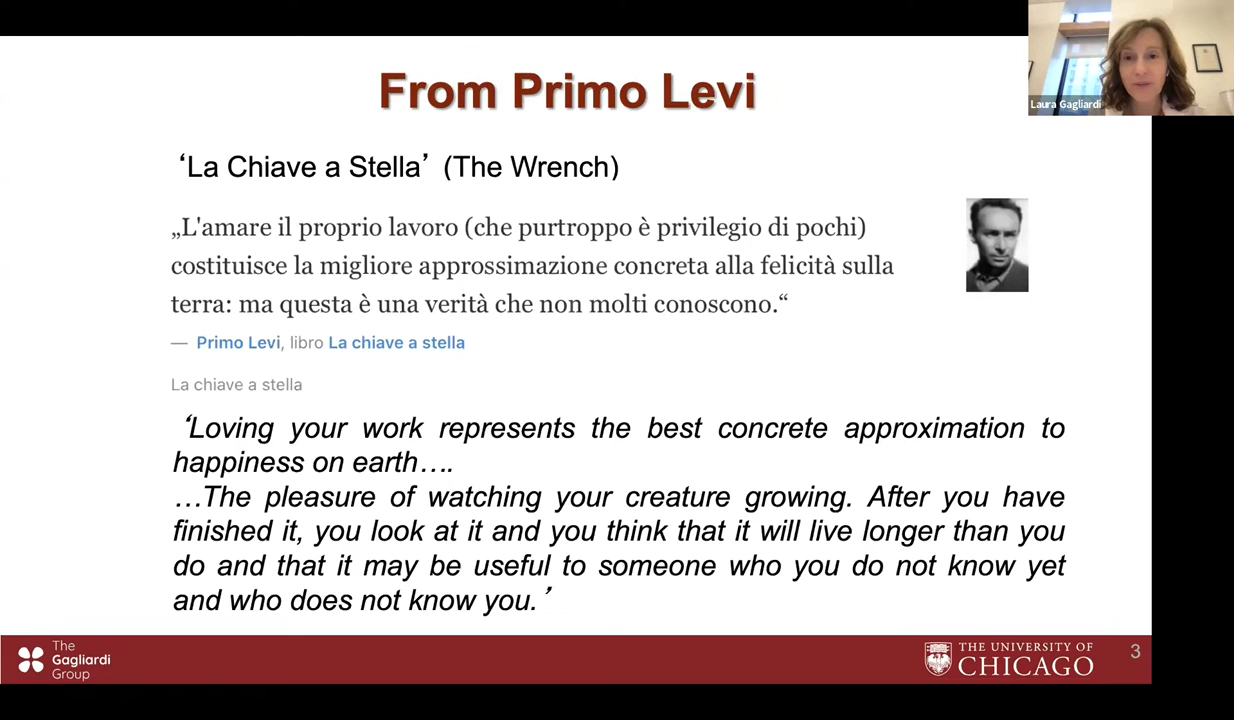 Laura Gagliardi
From Primo Levi
‘La Chiave a Stella’ (The Wrench)
„L'amare il proprio lavoro (che purtroppo è privilegio di pochi)
costituisce la migliore approssimazione concreta alla felicità sulla
terra: ma questa è una verità che non molti conoscono.“
— Primo Levi, libro La chiave a stella
La chiave a stella
‘Loving your work represents the best concrete approximation to
happiness on earth….
…The pleasure of watching your creature growing. After you have
finished it, you look at it and you think that it will live longer than you
do and that it may be useful to someone who you do not know yet
and who does not know you.’
The
Gagliardi
Group
THE UNIVERSITY OF
CHICAGO
3